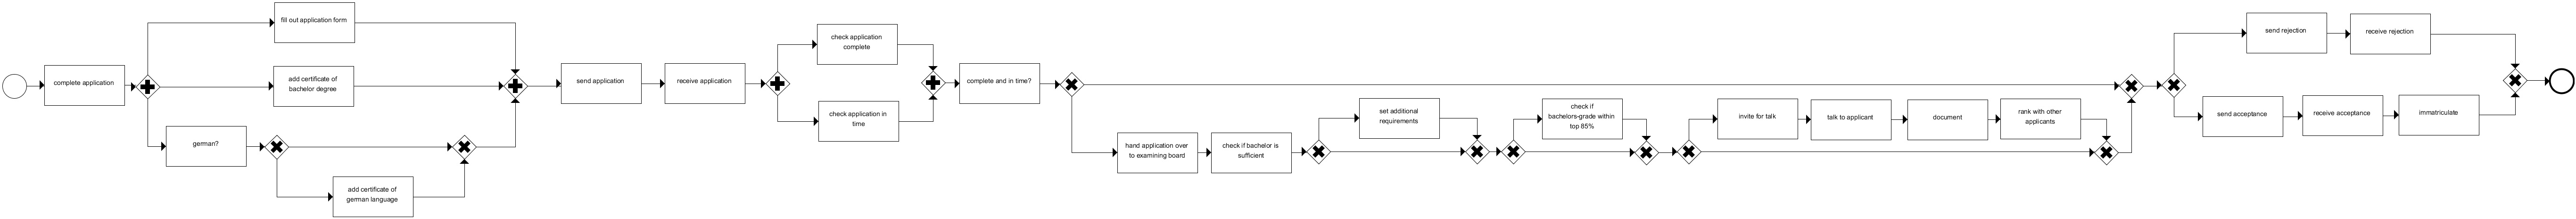 fill out application form
complete application
add certificate of
bachelor degree
german?
add certificate of
german language
send application
receive application
check application
complete
check application in
time
complete and in time?
hand application over
to examining board
check if bachelor is
sufficient
set additional
requirements
check if
bachelors-grade within
top 85%
invite for talk
talk to applicant
document
rank with other
applicants
send rejection
receive rejection
send acceptance
receive acceptance
immatriculate